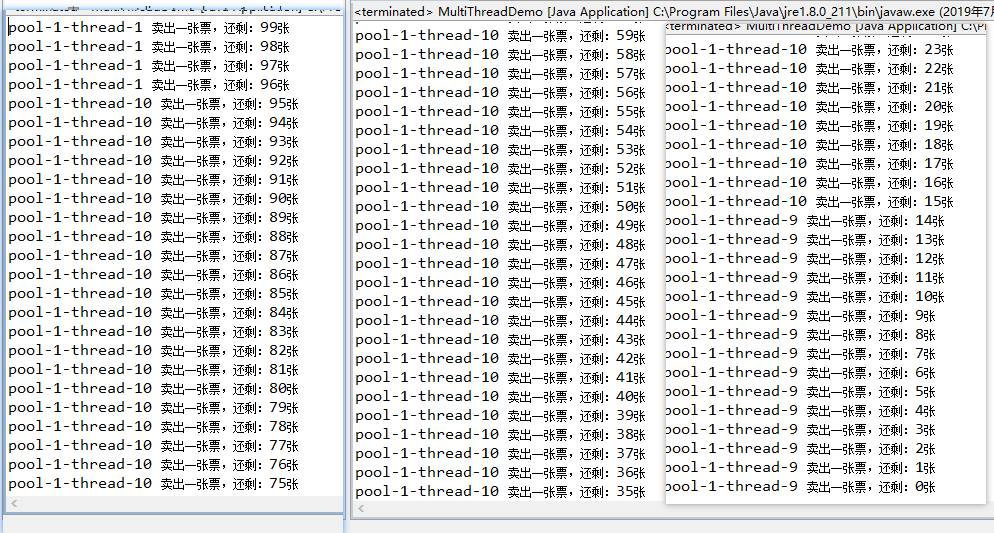 pool-1-thread-1 卖出一张票，还剩：99张
pool-1-thread-1 卖出一张票，还剩：98张
pool-1-thread-1 卖出一张票，还剩：97张
pool-1-thread-1 卖出一张票，还剩：96张
pool-1-thread-10 卖出一张票，还剩：95张
pool-1-thread-10 卖出一张票，还剩：94张
pool-1-thread-10 卖出一张票，还剩：93张
pool-1-thread-10 卖出一张票，还剩：92张
pool-1-thread-10 卖出一张票，还剩：91张
pool-1-thread-10 卖出一张票，还剩：90张
pool-1-thread-10 卖出一张票，还剩：89张
pool-1-thread-10 卖出一张票，还剩：88张
pool-1-thread-10 卖出一张票，还剩：87张
pool-1-thread-10 卖出一张票，还剩：86张
pool-1-thread-10 卖出一张票，还剩：85张
pool-1-thread-10 卖出一张票，还剩：84张
pool-1-thread-10 卖出一张票，还剩：83张
pool-1-thread-10 卖出一张票，还剩：82张
pool-1-thread-10 卖出一张票，还剩：81张
pool-1-thread-10 卖出一张票，还剩：80张
pool-1-thread-10 卖出一张票，还剩：79张
pool-1-thread-10 卖出一张票，还剩：78张
pool-1-thread-10 卖出一张票，还剩：77张
pool-1-thread-10 卖出一张票，还剩：76张
pool-1-thread-10 卖出一张票，还剩：75张
<terminated> MultiThreadDemo [Java Application] C:\Program Files\Java\jre1.8.0_211\bin\javaw.exe (2019年7
pool-1-thread-10 卖出一张票，还剩：59张
pool-1-thread-10 卖出一张票，还剩：58张
pool-1-thread-10 卖出一张票，还剩：57张
pool-1-thread-10 卖出一张票，还剩：56张
pool-1-thread-10 卖出一张票，还剩：55张
pool-1-thread-10 卖出一张票，还剩：54张
pool-1-thread-10 卖出一张票，还剩：53张
pool-1-thread-10 卖出一张票，还剩：52张
pool-1-thread-10 卖出一张票，还剩：51张
pool-1-thread-10 卖出一张票，还剩：50张
pool-1-thread-10 卖出一张票，还剩：49张
pool-1-thread-10 卖出一张票，还剩：48张
pool-1-thread-10 卖出一张票，还剩：47张
pool-1-thread-10 卖出一张票，还剩：46张
pool-1-thread-10 卖出一张票，还剩：45张
pool-1-thread-10 卖出一张票，还剩：44张
pool-1-thread-10 卖出一张票，还剩：43张
pool-1-thread-10 卖出一张票，还剩：42张
pool-1-thread-10 卖出一张票，还剩：41张
pool-1-thread-10 卖出一张票，还剩：40张
pool-1-thread-10 卖出一张票，还剩：39张
pool-1-thread-10 卖出一张票，还剩：38张
pool-1-thread-10 卖出一张票，还剩：37张
pool-1-thread-10 卖出一张票，还剩：36张
pool-1-thread-10 卖出一张票，还剩：35张
<terminated> MultiThreadDemo [Java Application] C:\P
pool-1-thread-10 卖出一张票，还剩：23张
pool-1-thread-10 卖出一张票，还剩：22张
pool-1-thread-10 卖出一张票，还剩：21张
pool-1-thread-10 卖出一张票，还剩：20张
pool-1-thread-10 卖出一张票，还剩：19张
pool-1-thread-10 卖出一张票，还剩：18张
pool-1-thread-10 卖出一张票，还剩：17张
pool-1-thread-10 卖出一张票，还剩：16张
pool-1-thread-10 卖出一张票，还剩：15张
pool-1-thread-9 卖出一张票，还剩：14张
pool-1-thread-9 卖出一张票，还剩：13张
pool-1-thread-9 卖出一张票，还剩：12张
pool-1-thread-9 卖出一张票，还剩：11张
pool-1-thread-9 卖出一张票，还剩：10张
pool-1-thread-9 卖出一张票，还剩：9张
pool-1-thread-9 卖出一张票，还剩：8张
pool-1-thread-9 卖出一张票，还剩：7张
pool-1-thread-9 卖出一张票，还剩：6张
pool-1-thread-9 卖出一张票，还剩：5张
pool-1-thread-9 卖出一张票，还剩：4张
pool-1-thread-9 卖出一张票，还剩：3张
pool-1-thread-9 卖出一张票，还剩：2张
pool-1-thread-9 卖出一张票，还剩：1张
pool-1-thread-9 卖出一张票，还剩：0张